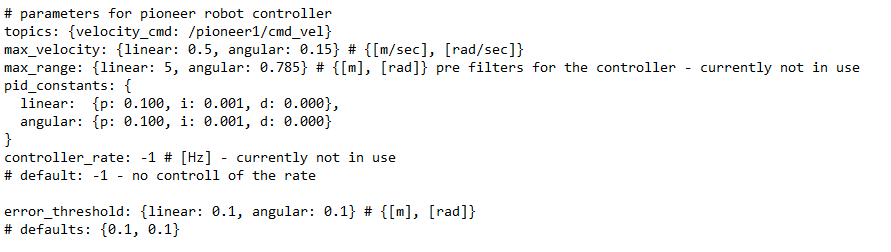 # parameters for pioneer robot controller
topics: {velocity_cmd: /pioneer1/cmd_vel}
max_velocity: {linear: 0.5, angular: 0.15} # {[m/sec], [rad/sec]}
max_range: {linear: 5, angular: 0.785} # {[m], [rad]} pre filters for the controller - currently not in use
pid_constants: {
  linear:  {p: 0.100, i: 0.001, d: 0.000},
  angular: {p: 0.100, i: 0.001, d: 0.000}
}
controller_rate: -1 # [Hz] - currently not in use
# default: -1 - no controll of the rate

error_threshold: {linear: 0.1, angular: 0.1} # {[m], [rad]}
# defaults: {0.1, 0.1}